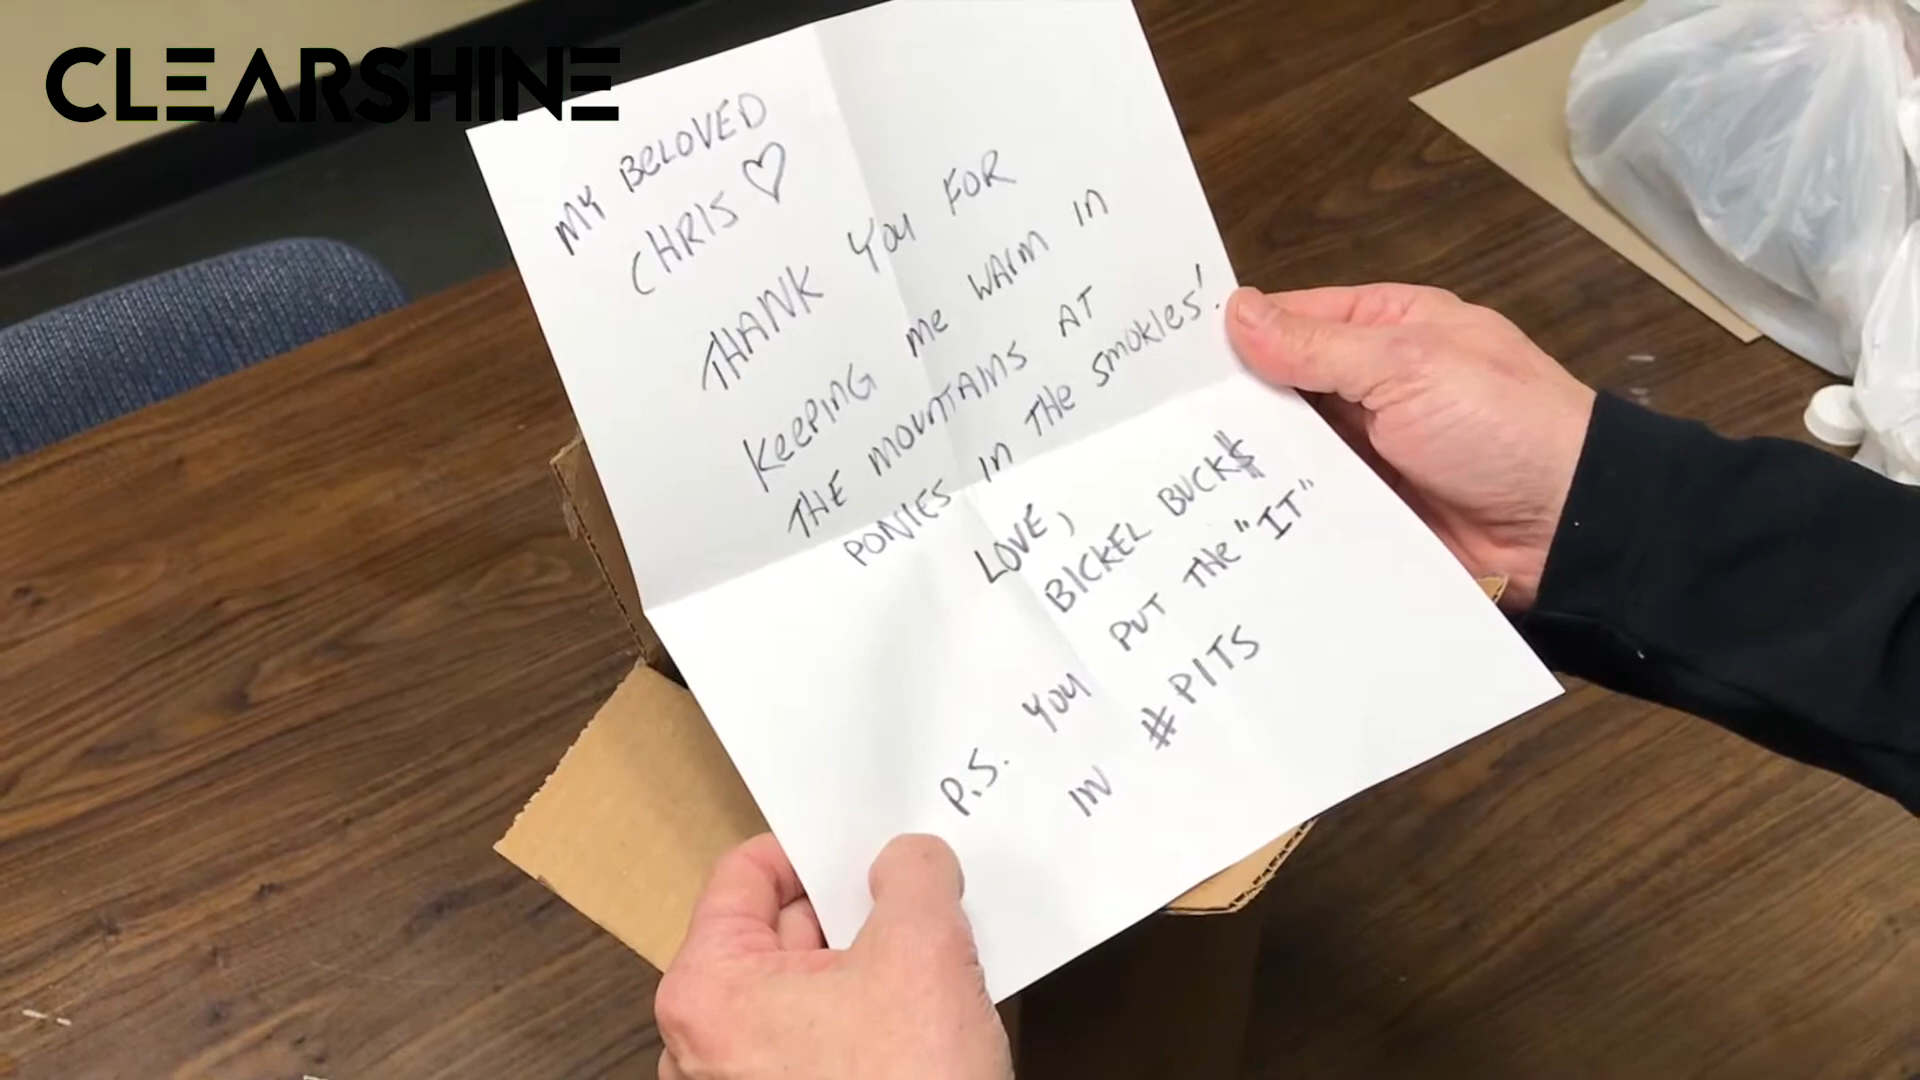 CLEARSHINE
MY BELOVED
CHRIS ♡
THANK YOU FOR
KEEPING ME WARM IN
THE MOUNTAINS AT
PONIES IN THE SMOKIES!
LOVE,
BICKEL BUCK$
P.S. YOU PUT THE "IT"
IN #PITS